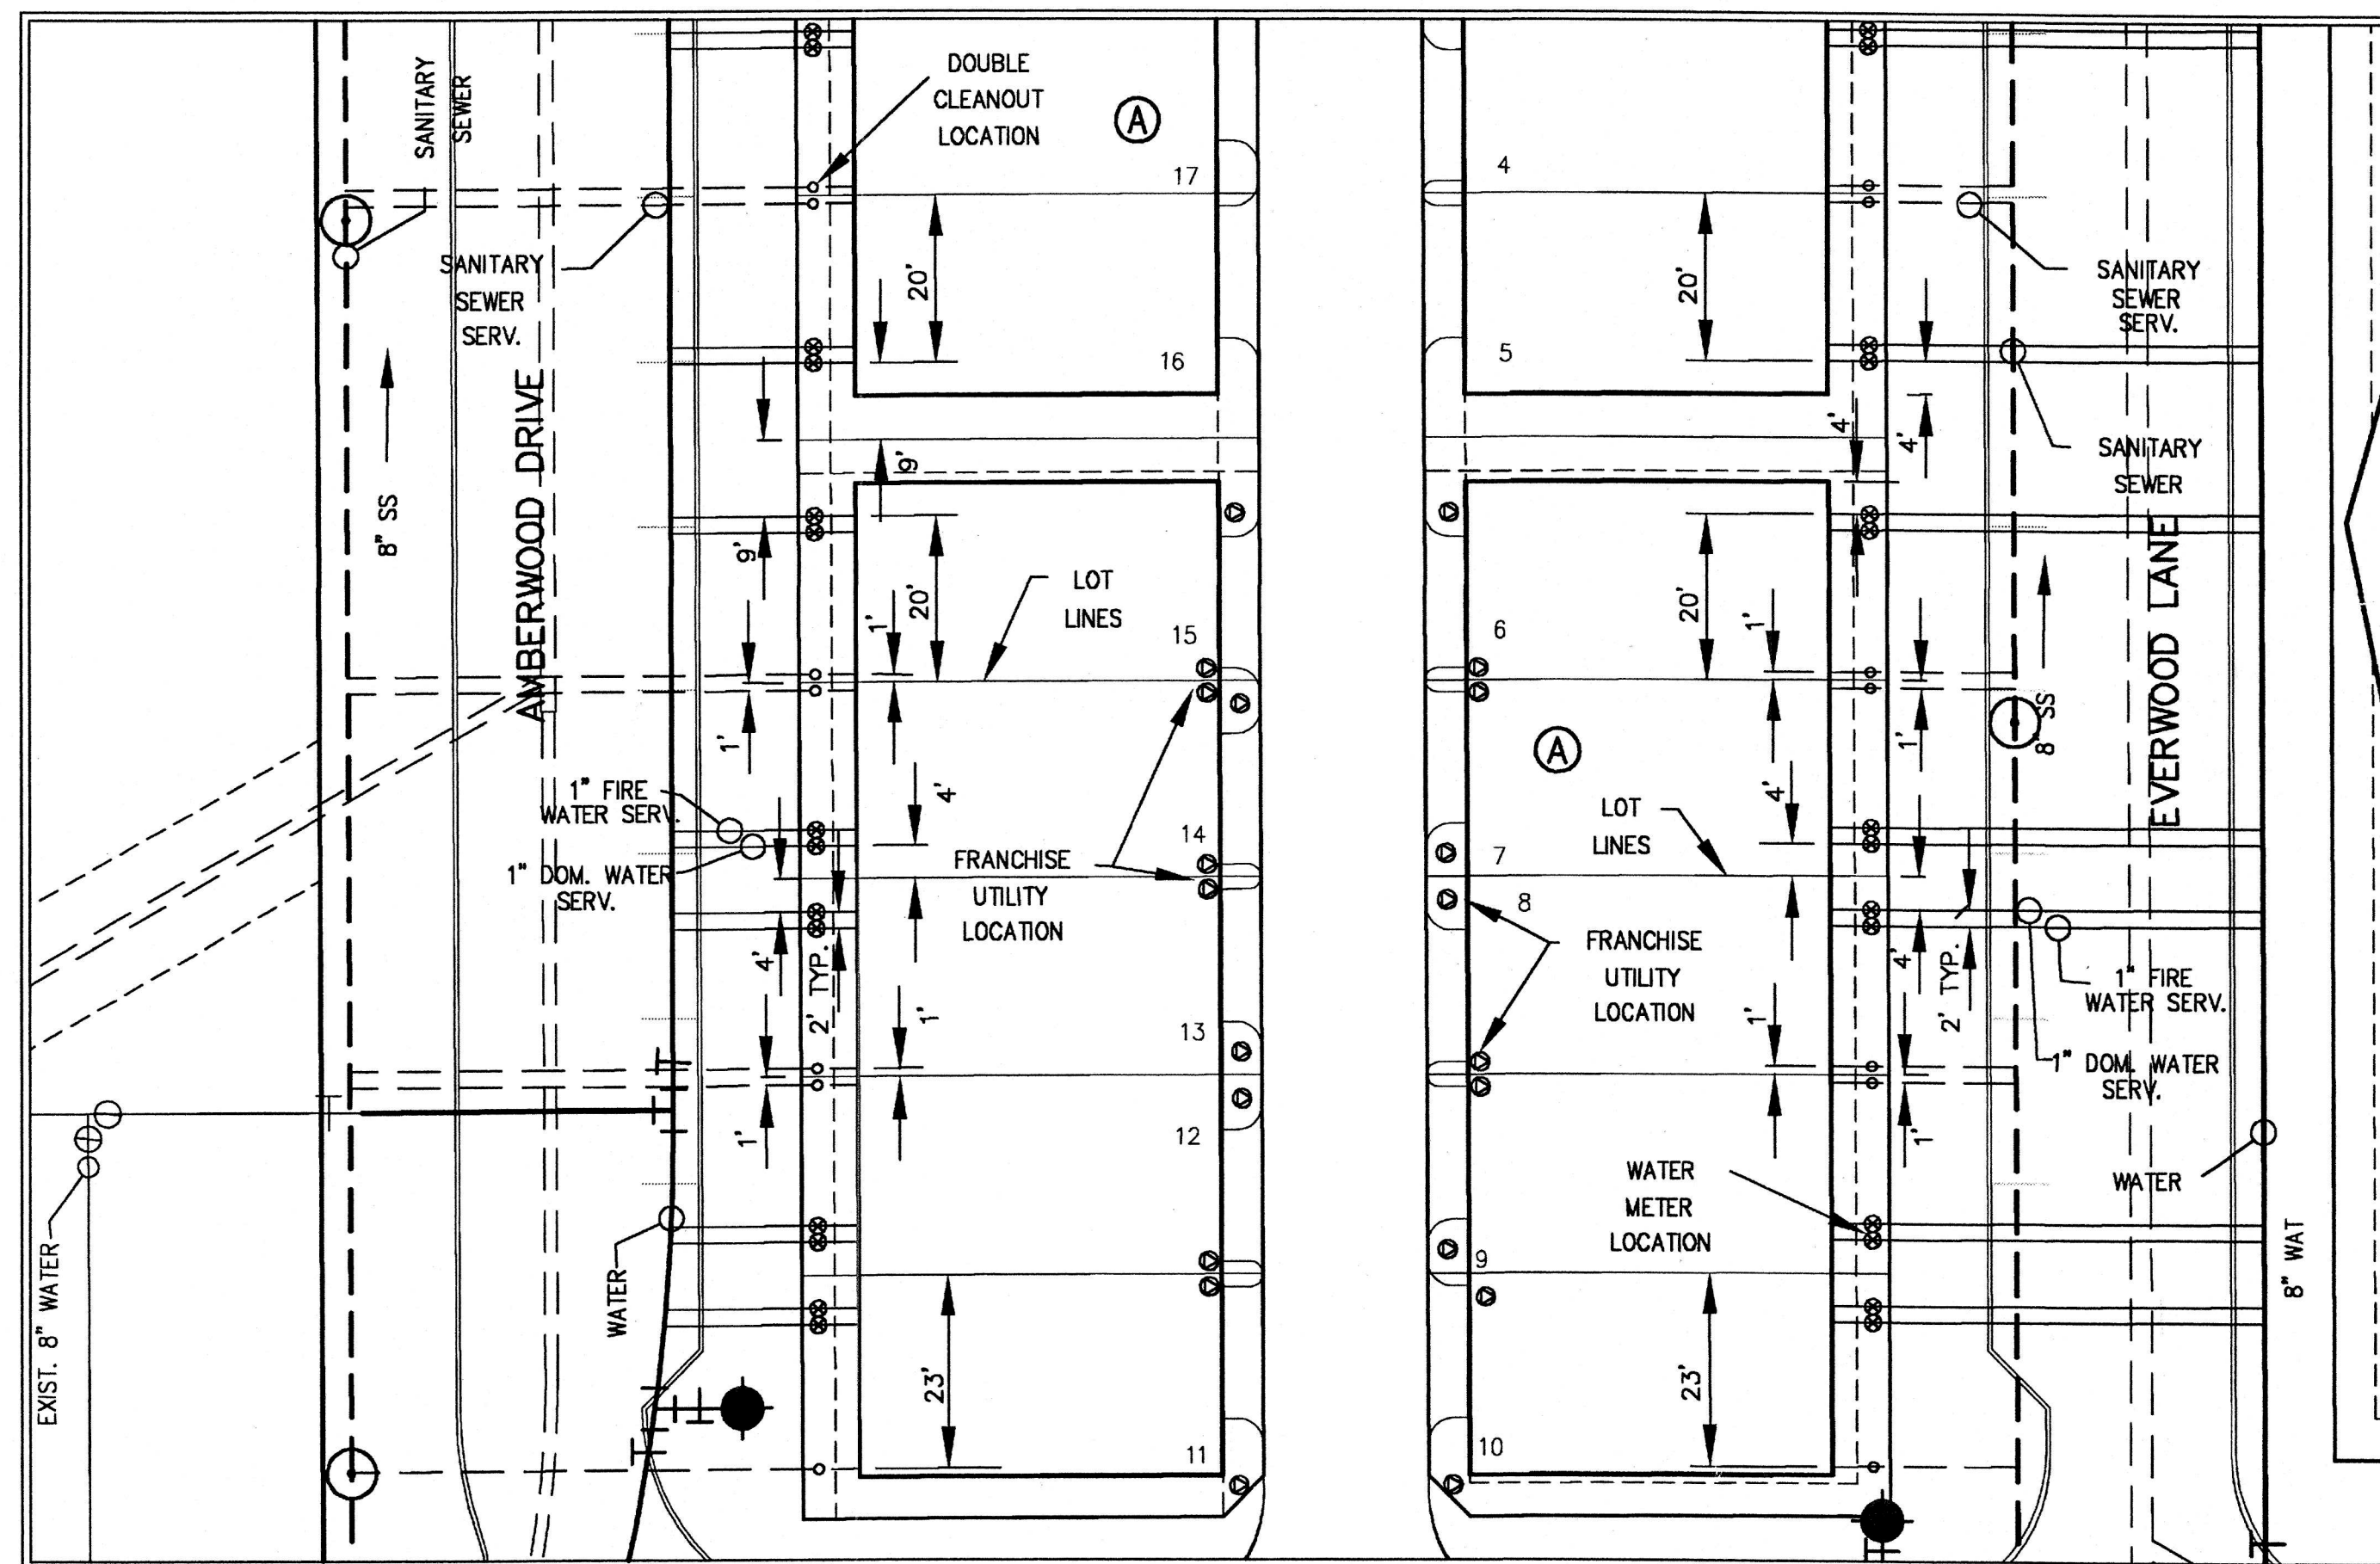 SANITARY
SEWER
DOUBLE
CLEANOUT
LOCATION
A
17
4
SANITARY
SEWER
SERV.
20'
20'
SANITARY
SEWER
SERV.
16
5
8" SS
AMBERWOOD DRIVE
9'
4'
4'
SANITARY
SEWER
9'
20'
1'
LOT
LINES
15
6
20'
1'
EVERWOOD LANE
1'
A
1'
8" SS
1" FIRE
WATER SERV.
4'
1" DOM. WATER
SERV.
FRANCHISE
UTILITY
LOCATION
14
7
8
LOT
LINES
4'
4'
2' TYP.
FRANCHISE
UTILITY
LOCATION
4'
2' TYP.
1" FIRE
WATER SERV.
1'
13
1'
1" DOM. WATER
SERV.
1'
12
1'
WATER
METER
LOCATION
WATER
EXIST. 8" WATER
WATER
9
8" WAT
23'
23'
11
10